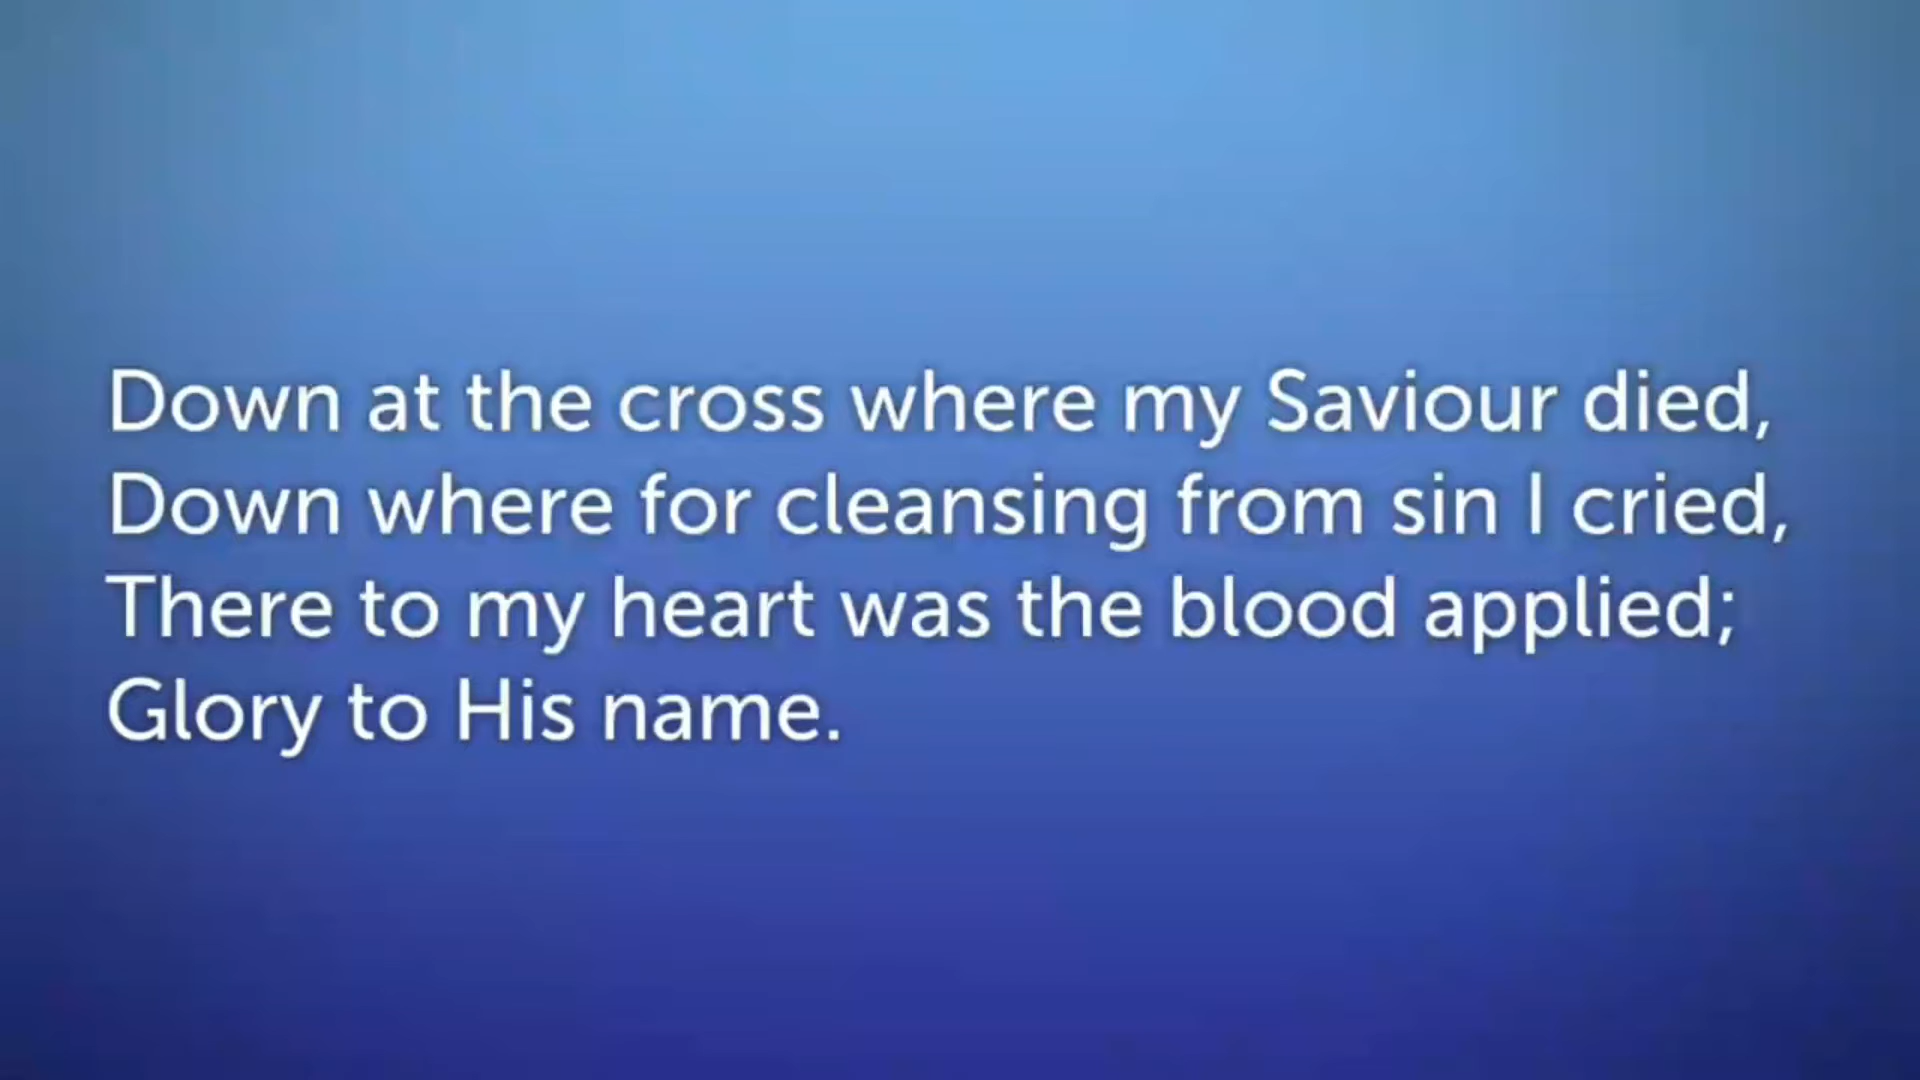 Down at the cross where my Saviour died,
Down where for cleansing from sin I cried,
There to my heart was the blood applied;
Glory to His name.